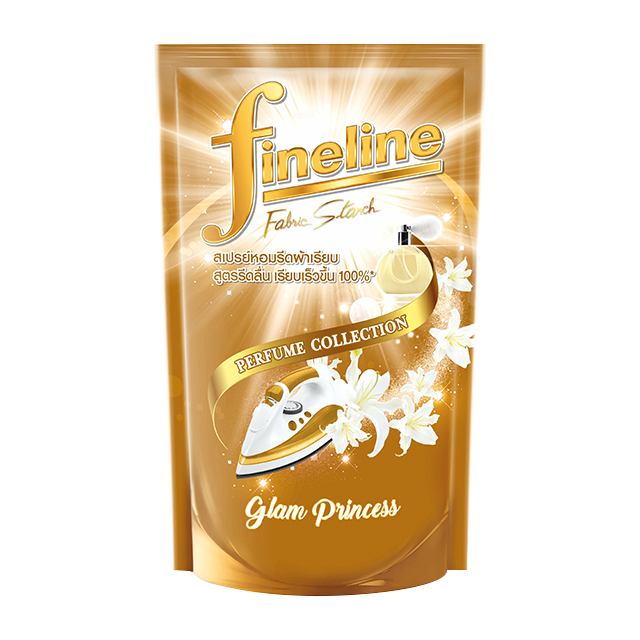 fineline
Fabric Starch
สเปรย์หอมรีดผ้าเรียบ
สูตรรีดลื่น เรียบเร็วขึ้น 100%*
PERFUME COLLECTION
Glam Princess